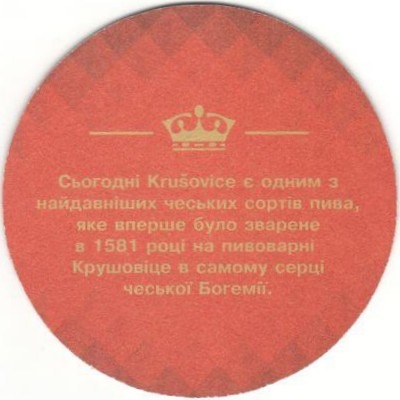 Сьогодні Krušovice є одним з
найдавніших чеських сортів пива,
яке вперше було зварене
в 1581 році на пивоварні
Крушовіце в самому серці
чеської Богемії.